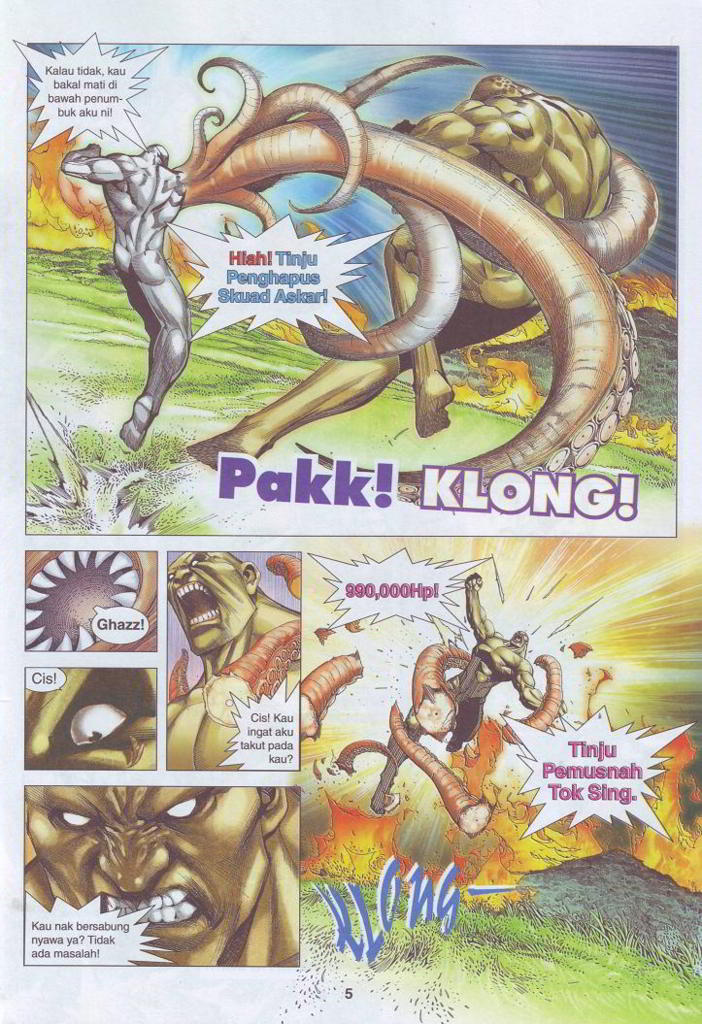 Kalau tidak, kau
bakal mati di
bawah penum-
buk aku ni!
Hiah! Tinju
Penghapus
Skuad Askar!
Pakk! KLONG!
Ghazz!
Cis!
Cis! Kau
ingat aku
takut pada
kau?
990,000Hp!
Tinju
Pemusnah
Tok Sing.
Kau nak bersabung
nyawa ya? Tidak
ada masalah!
KLONG
5